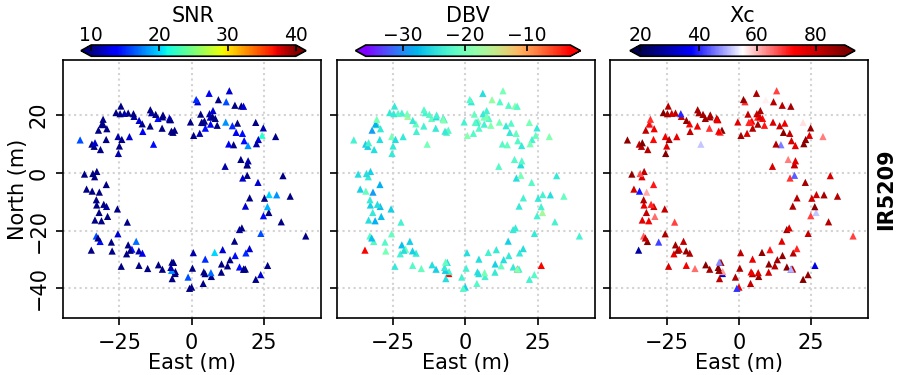 SNR DBV Xc
10 20 30 40 −30 −20 −10 20 40 60 80
20
0
−20
−40
North (m)
−25 0 25 −25 0 25 −25 0 25
East (m) East (m) East (m)
IR5209